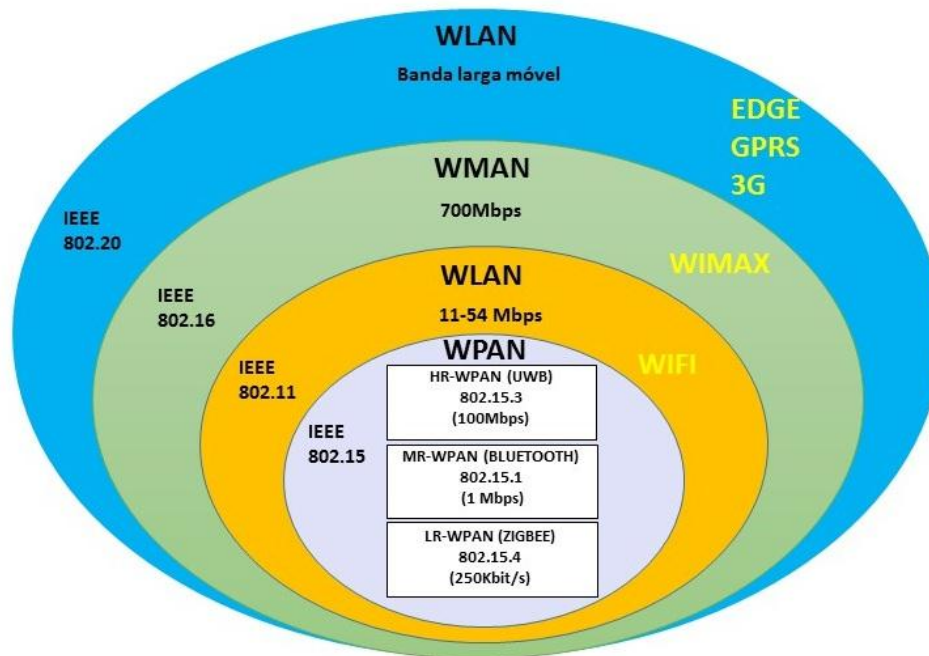 WLAN
Banda larga móvel
EDGE
GPRS
3G
WMAN
700Mbps
IEEE
802.20
WIMAX
WLAN
11-54 Mbps
IEEE
802.16
WPAN
WIFI
IEEE
802.11
HR-WPAN (UWB)
802.15.3
(100Mbps)
IEEE
802.15
MR-WPAN (BLUETOOTH)
802.15.1
(1 Mbps)
LR-WPAN (ZIGBEE)
802.15.4
(250Kbit/s)